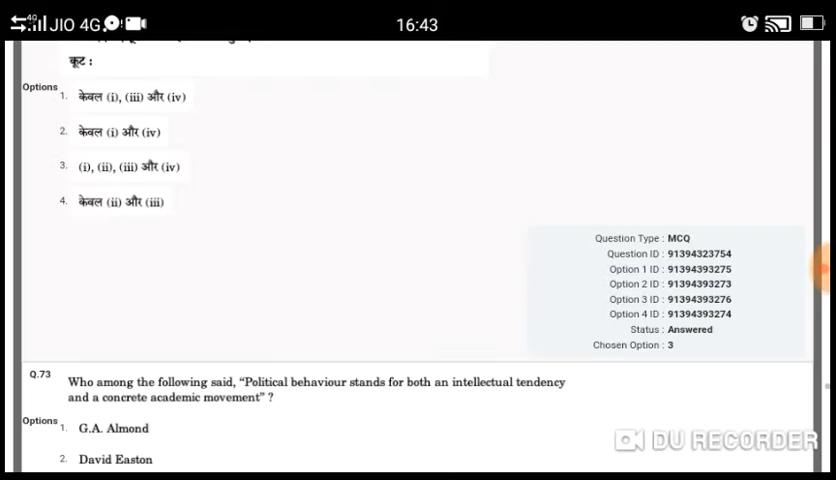 4G JIO 4G 16:43
कूट :
Options
1. केवल (i), (iii) और (iv)
2. केवल (i) और (iv)
3. (i), (ii), (iii) और (iv)
4. केवल (ii) और (iii)
Question Type : MCQ
Question ID : 91394323754
Option 1 ID : 91394393275
Option 2 ID : 91394393273
Option 3 ID : 91394393276
Option 4 ID : 91394393274
Status : Answered
Chosen Option : 3
Q.73 Who among the following said, “Political behaviour stands for both an intellectual tendency
and a concrete academic movement” ?
Options
1. G.A. Almond
2. David Easton
DU RECORDER